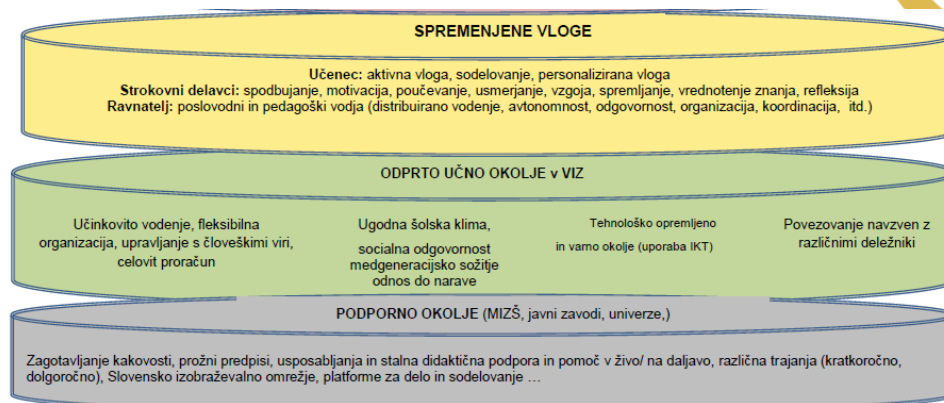 SPREMENJENE VLOGE
Učenec: aktivna vloga, sodelovanje, personalizirana vloga
Strokovni delavci: spodbujanje, motivacija, poučevanje, usmerjanje, vzgoja, spremljanje, vrednotenje znanja, refleksija
Ravnatelj: poslovodni in pedagoški vodja (distribuirano vodenje, avtonomnost, odgovornost, organizacija, koordinacija, itd.)
ODPRTO UČNO OKOLJE v VIZ
Učinkovito vodenje, fleksibilna
organizacija, upravljanje s človeškimi viri,
celovit proračun
Ugodna šolska klima,
socialna odgovornost
medgeneracijsko sožitje
odnos do narave
Tehnološko opremljeno
in varno okolje (uporaba IKT)
Povezovanje navzven z
različnimi deležniki
PODPORNO OKOLJE (MIZŠ, javni zavodi, univerze,)
Zagotavljanje kakovosti, prožni predpisi, usposabljanja in stalna didaktična podpora in pomoč v živo/ na daljavo, različna trajanja (kratkoročno,
dolgoročno), Slovensko izobraževalno omrežje, platforme za delo in sodelovanje …